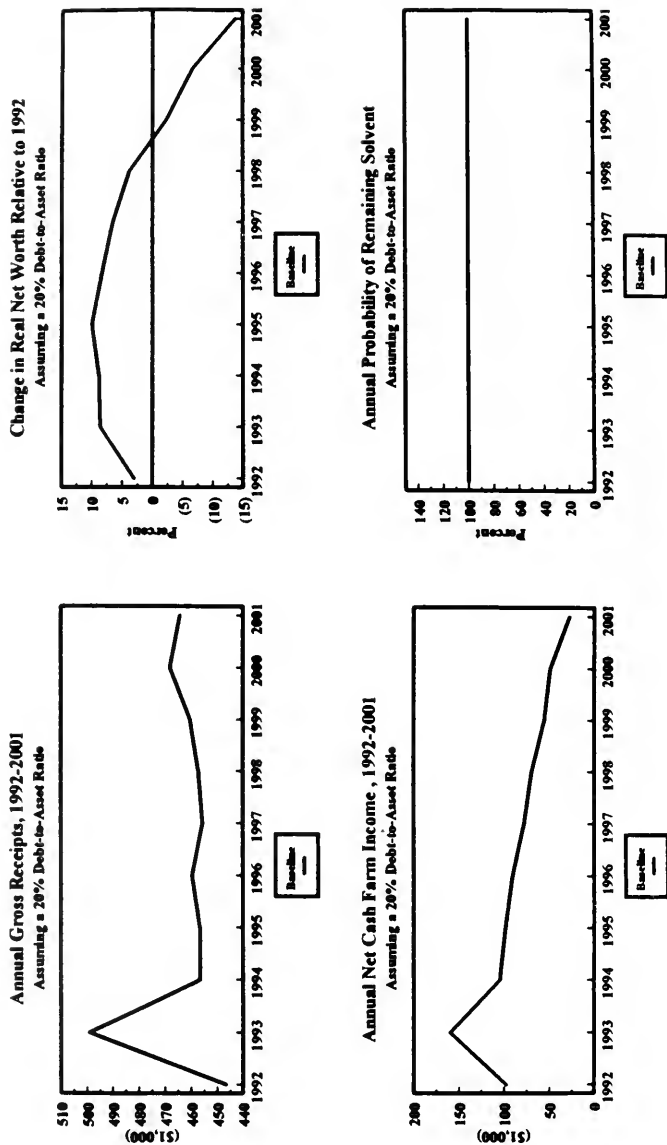 Annual Gross Receipts, 1992-2001
Assuming a 20% Debt-to-Asset Ratio
510
500
490
480
470
460
450
440
($1,000)
1992 1993 1994 1995 1996 1997 1998 1999 2000 2001
Baseline
Change in Real Net Worth Relative to 1992
Assuming a 20% Debt-to-Asset Ratio
15
10
5
0
(5)
(10)
(15)
Percent
1992 1993 1994 1995 1996 1997 1998 1999 2000 2001
Baseline
Annual Net Cash Farm Income , 1992-2001
Assuming a 20% Debt-to-Asset Ratio
200
150
100
50
0
($1,000)
1992 1993 1994 1995 1996 1997 1998 1999 2000 2001
Baseline
Annual Probability of Remaining Solvent
Assuming a 20% Debt-to-Asset Ratio
140
120
100
80
60
40
20
0
Percent
1992 1993 1994 1995 1996 1997 1998 1999 2000 2001
Baseline